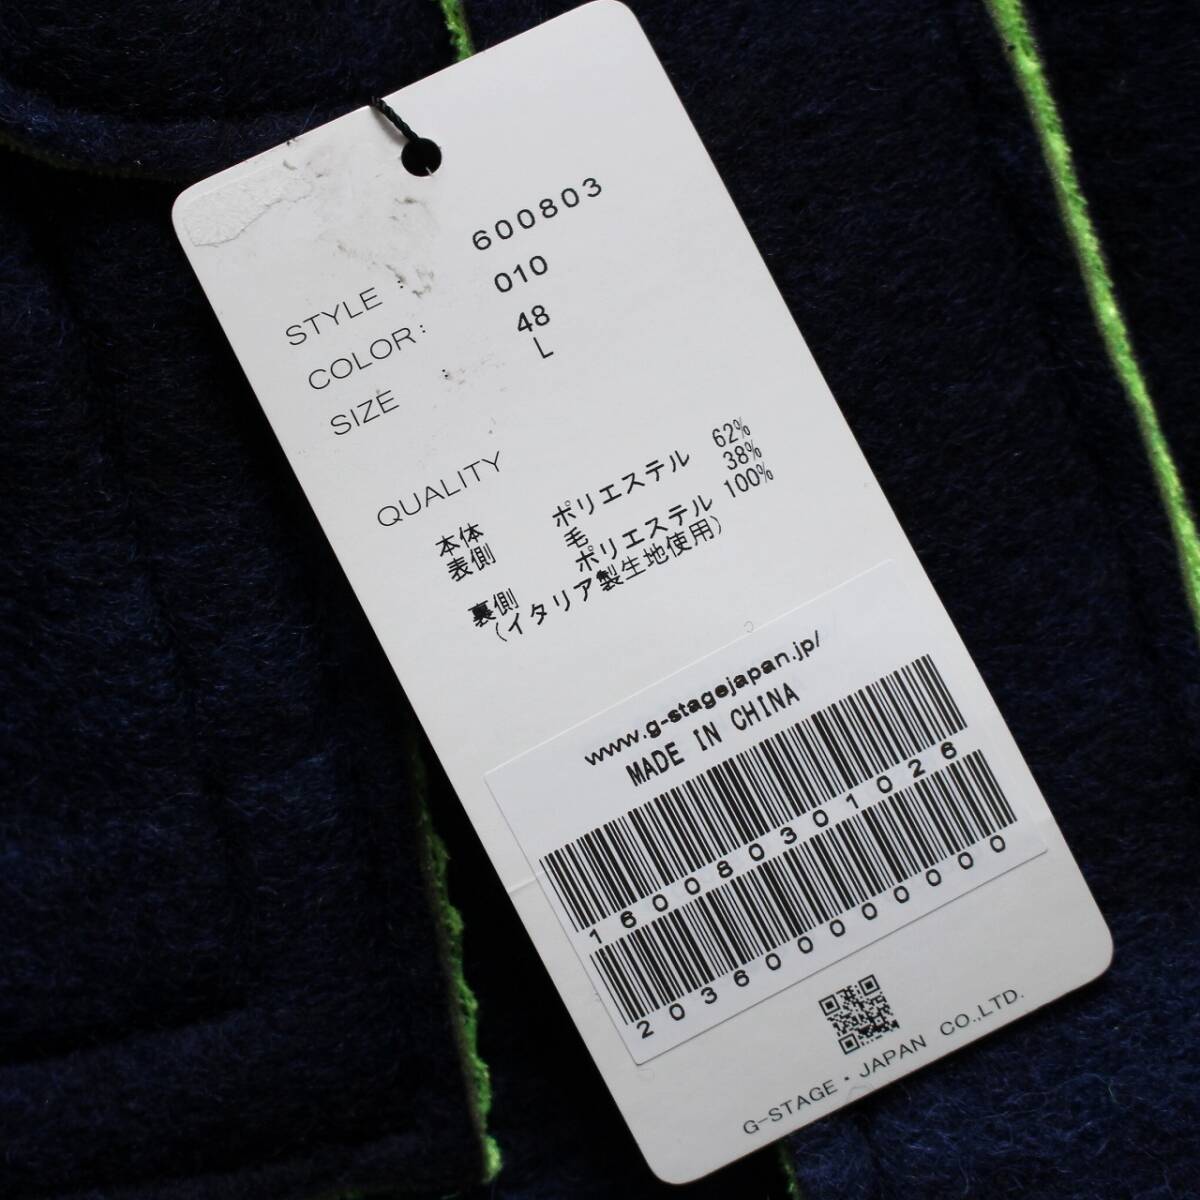 STYLE : 600803
COLOR: 010
SIZE : 48
L
QUALITY
本体 ポリエステル 62%
表側 毛 38%
ポリエステル 100%
裏側
(イタリア製生地使用)
www.g-stagejapan.jp/
MADE IN CHINA
160080301026
2036000000000
G-STAGE・JAPAN CO.,LTD.